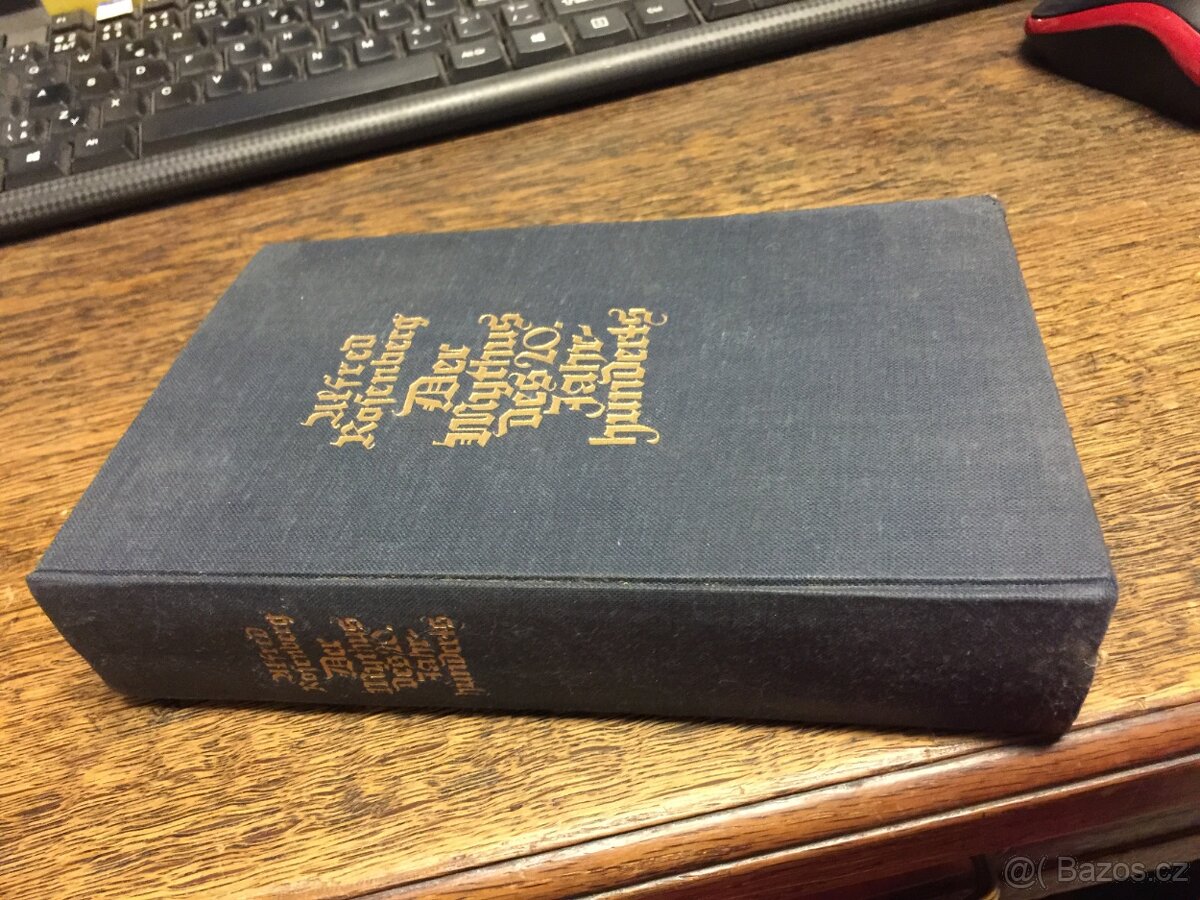 Alfred
Rosenberg
Der
Mythus
des 20.
Jahr-
hunderts
Alfred
Rosenberg
Der
Mythus
des 20.
Jahr-
hunderts
@( Bazos.cz